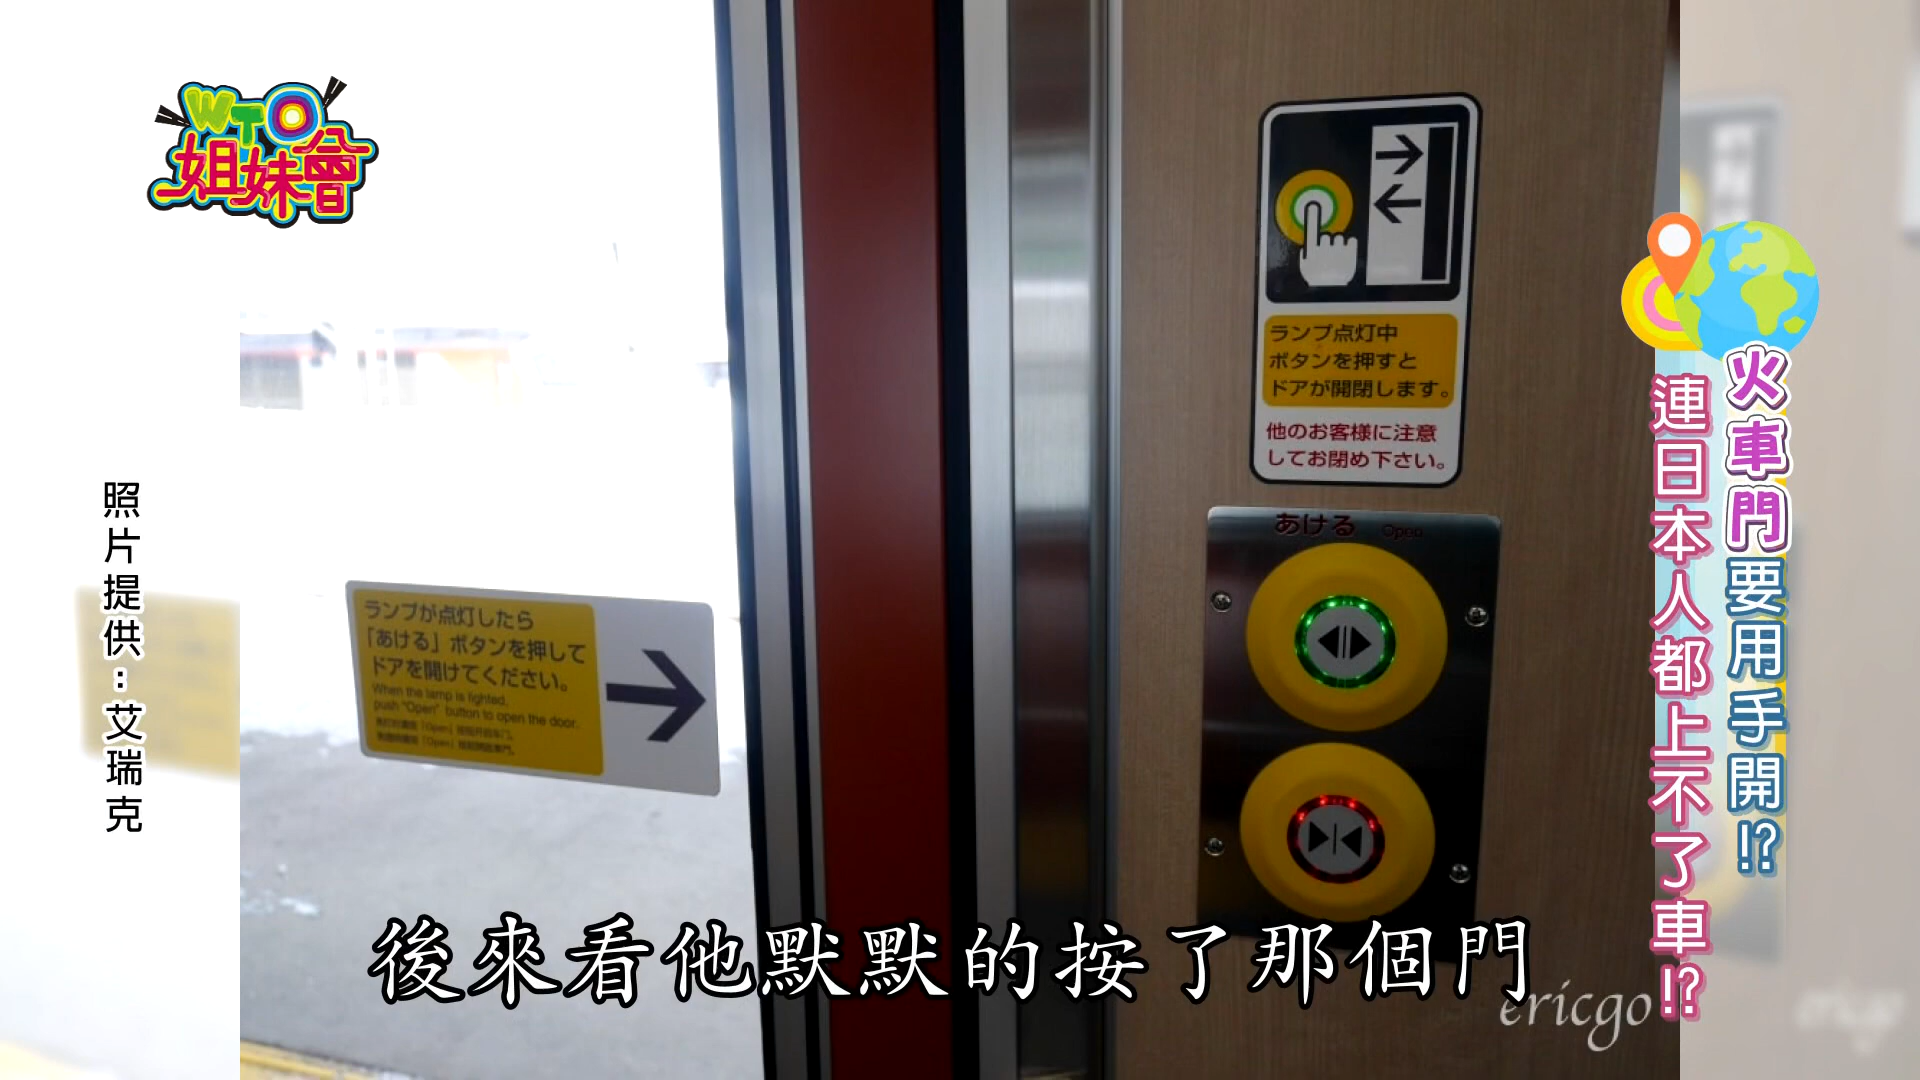 WTO
姐妹會
火車門要用手開!?
連日本人都上不了車!?
照片提供:艾瑞克
ランプ点灯中
ボタンを押すと
ドアが開閉します。
他のお客様に注意
してお閉め下さい。
あける Open
ランプが点灯したら
「あける」ボタンを押して
ドアを開けてください。
When the lamp is lighted,
push "Open" button to open the door.
後來看他默默的按了那個門
ericgo